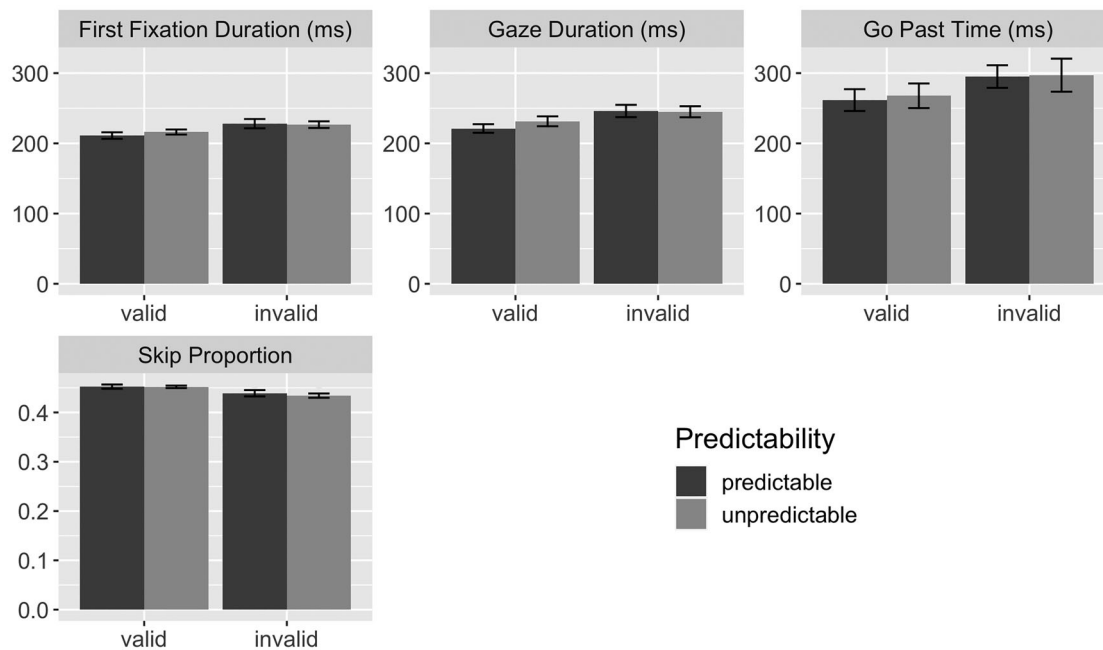 First Fixation Duration (ms)
Gaze Duration (ms)
Go Past Time (ms)
300
200
100
0
valid
invalid
300
200
100
0
valid
invalid
300
200
100
0
valid
invalid
Skip Proportion
0.4
0.3
0.2
0.1
0.0
valid
invalid
Predictability
predictable
unpredictable